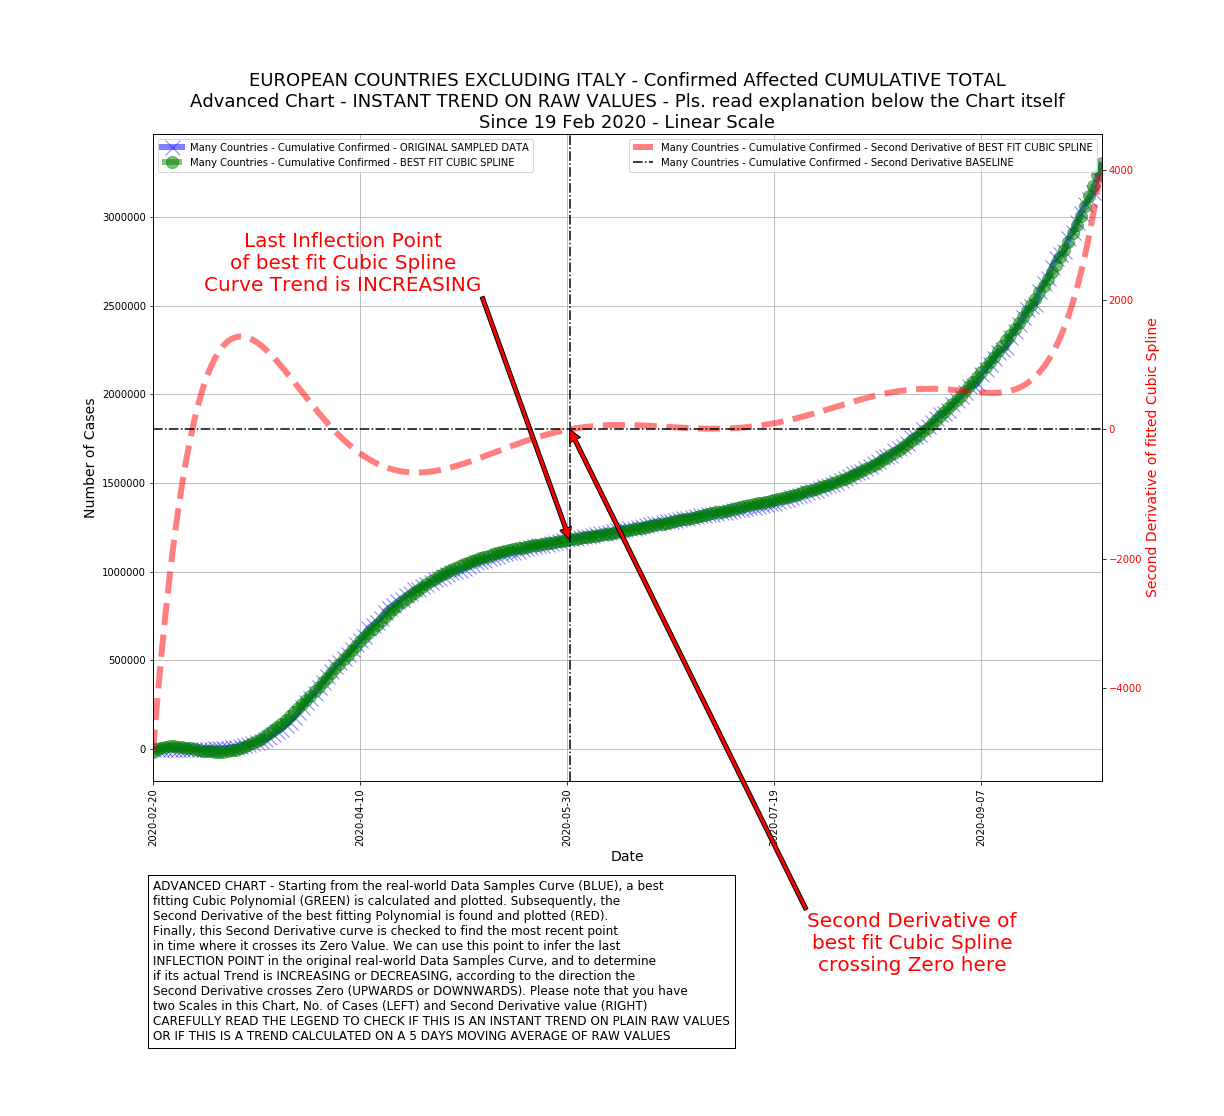 EUROPEAN COUNTRIES EXCLUDING ITALY - Confirmed Affected CUMULATIVE TOTAL
Advanced Chart - INSTANT TREND ON RAW VALUES - Pls. read explanation below the Chart itself
Since 19 Feb 2020 - Linear Scale
Many Countries - Cumulative Confirmed - ORIGINAL SAMPLED DATA
Many Countries - Cumulative Confirmed - BEST FIT CUBIC SPLINE
Many Countries - Cumulative Confirmed - Second Derivative of BEST FIT CUBIC SPLINE
Many Countries - Cumulative Confirmed - Second Derivative BASELINE
Last Inflection Point
of best fit Cubic Spline
Curve Trend is INCREASING
Number of Cases
3000000
2500000
2000000
1500000
1000000
500000
0
4000
2000
0
−2000
−4000
Second Derivative of fitted Cubic Spline
2020-02-20
2020-04-10
2020-05-30
2020-07-19
2020-09-07
Date
ADVANCED CHART - Starting from the real-world Data Samples Curve (BLUE), a best
fitting Cubic Polynomial (GREEN) is calculated and plotted. Subsequently, the
Second Derivative of the best fitting Polynomial is found and plotted (RED).
Finally, this Second Derivative curve is checked to find the most recent point
in time where it crosses its Zero Value. We can use this point to infer the last
INFLECTION POINT in the original real-world Data Samples Curve, and to determine
if its actual Trend is INCREASING or DECREASING, according to the direction the
Second Derivative crosses Zero (UPWARDS or DOWNWARDS). Please note that you have
two Scales in this Chart, No. of Cases (LEFT) and Second Derivative value (RIGHT)
CAREFULLY READ THE LEGEND TO CHECK IF THIS IS AN INSTANT TREND ON PLAIN RAW VALUES
OR IF THIS IS A TREND CALCULATED ON A 5 DAYS MOVING AVERAGE OF RAW VALUES
Second Derivative of
best fit Cubic Spline
crossing Zero here